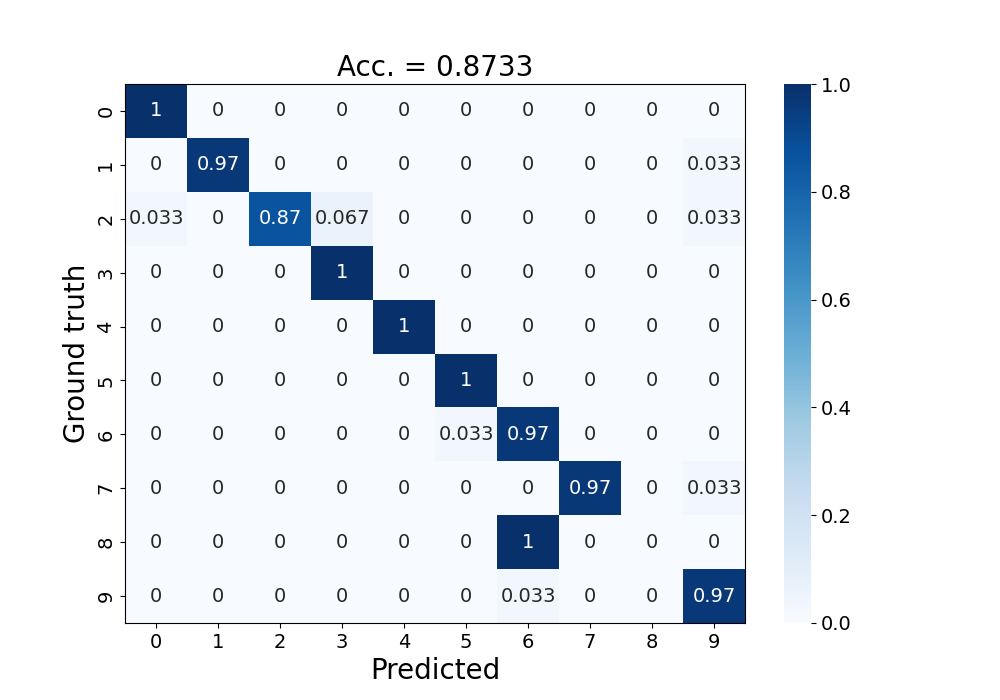 Acc. = 0.8733
0 1 0 0 0 0 0 0 0 0 0 1.0
1 0 0.97 0 0 0 0 0 0 0 0.033
2 0.033 0 0.87 0.067 0 0 0 0 0 0.033 0.8
3 0 0 0 1 0 0 0 0 0 0
4 0 0 0 0 1 0 0 0 0 0 0.6
5 0 0 0 0 0 1 0 0 0 0
6 0 0 0 0 0 0.033 0.97 0 0 0 0.4
7 0 0 0 0 0 0 0 0.97 0 0.033
8 0 0 0 0 0 0 1 0 0 0 0.2
9 0 0 0 0 0 0 0.033 0 0 0.97 0.0
0 1 2 3 4 5 6 7 8 9
Predicted
Ground truth